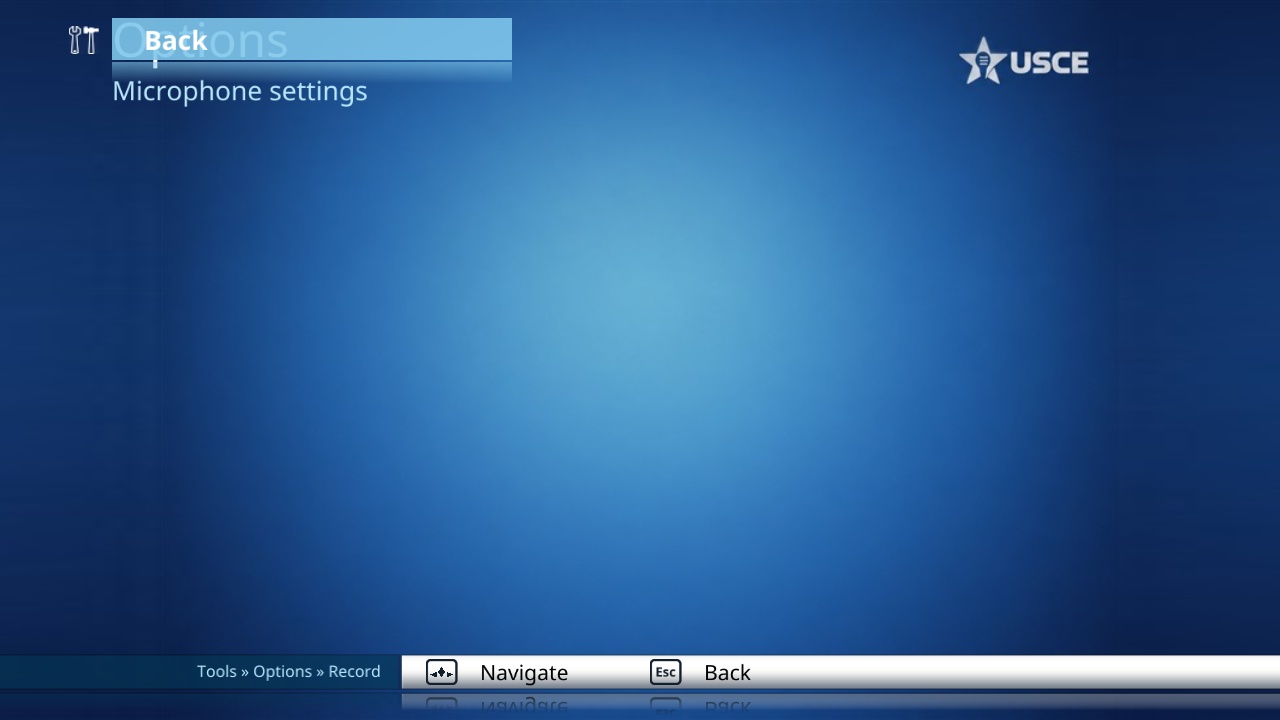 Options
Back
USCE
Microphone settings
Tools » Options » Record
Navigate
Esc
Back